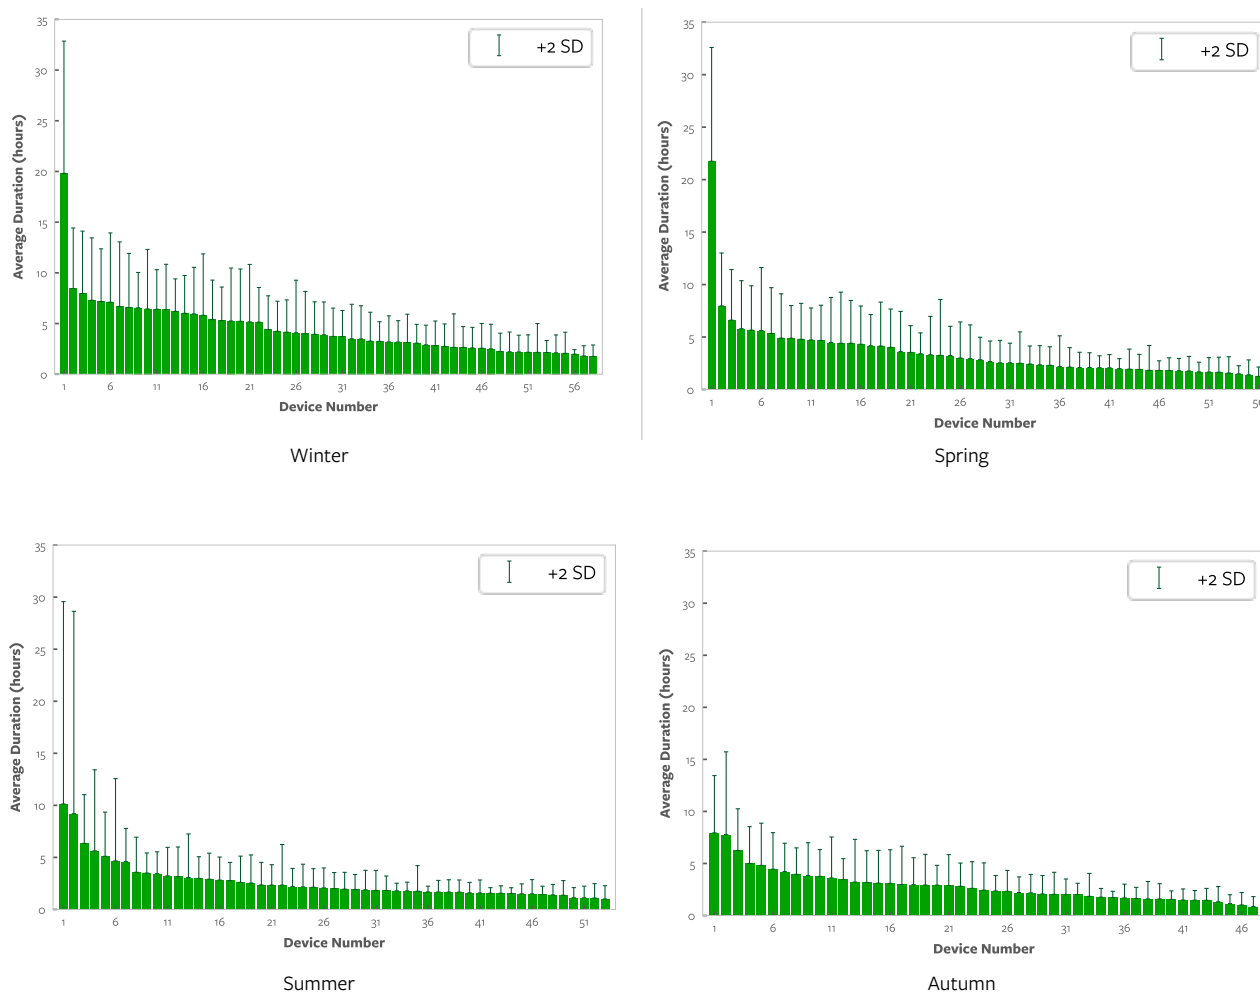 35
+2 SD
30
25
20
15
10
5
0
Average Duration (hours)
1 6 11 16 21 26 31 36 41 46 51 56
Device Number
Winter
35
+2 SD
30
25
20
15
10
5
0
Average Duration (hours)
1 6 11 16 21 26 31 36 41 46 51
Device Number
Spring
35
+2 SD
30
25
20
15
10
5
0
Average Duration (hours)
1 6 11 16 21 26 31 36 41 46 51
Device Number
Summer
35
+2 SD
30
25
20
15
10
5
0
Average Duration (hours)
1 6 11 16 21 26 31 36 41 46
Device Number
Autumn